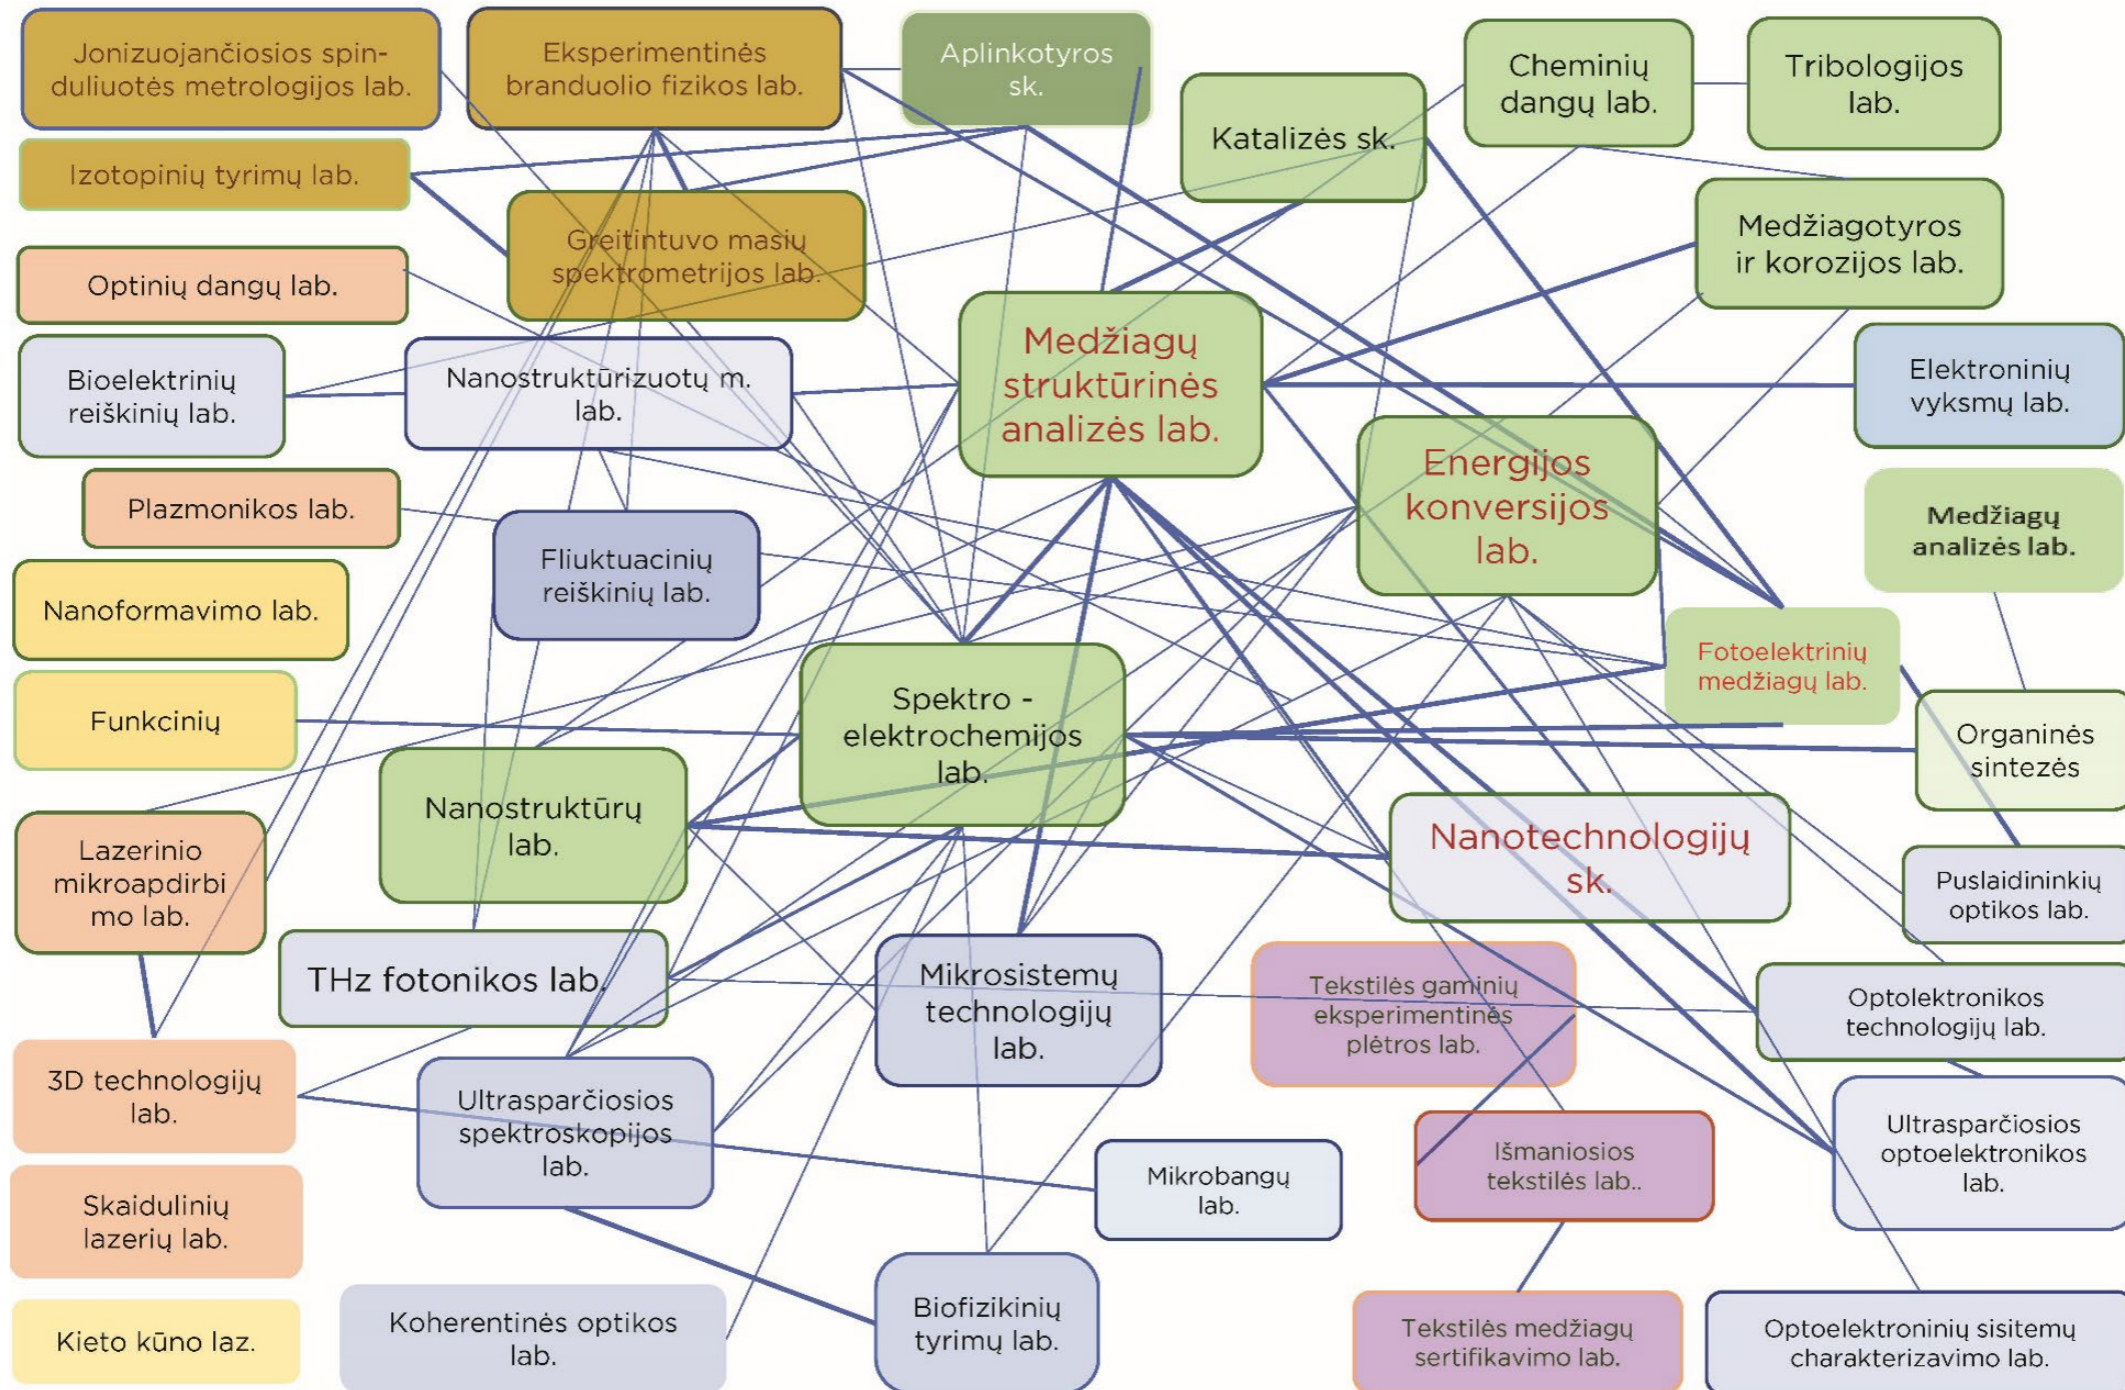 Jonizuojančiosios spin-
duliuotės metrologijos lab.
Eksperimentinės
branduolio fizikos lab.
Aplinkotyros
sk.
Cheminių
dangų lab.
Tribologijos
lab.
Katalizės sk.
Izotopinių tyrimų lab.
Greitintuvo masių
spektrometrijos lab.
Medžiagotyros
ir korozijos lab.
Optinių dangų lab.
Bioelektrinių
reiškinių lab.
Nanostruktūrizuotų m.
lab.
Medžiagų
struktūrinės
analizės lab.
Elektroninių
vyksmų lab.
Energijos
konversijos
lab.
Plazmonikos lab.
Fliuktuacinių
reiškinių lab.
Medžiagų
analizės lab.
Nanoformavimo lab.
Fotoelektrinių
medžiagų lab.
Funkcinių
Spektro -
elektrochemijos
lab.
Organinės
sintezės
Nanostruktūrų
lab.
Nanotechnologijų
sk.
Lazerinio
mikroapdirbi
mo lab.
Puslaidininkių
optikos lab.
THz fotonikos lab.
Mikrosistemų
technologijų
lab.
Tekstilės gaminių
eksperimentinės
plėtros lab.
Optolektronikos
technologijų lab.
3D technologijų
lab.
Ultrasparčiosios
spektroskopijos
lab.
Mikrobangų
lab.
Išmaniosios
tekstilės lab..
Ultrasparčiosios
optoelektronikos
lab.
Skaidulinių
lazerių lab.
Kieto kūno laz.
Koherentinės optikos
lab.
Biofizikinių
tyrimų lab.
Tekstilės medžiagų
sertifikavimo lab.
Optoelektroninių sisitemų
charakterizavimo lab.